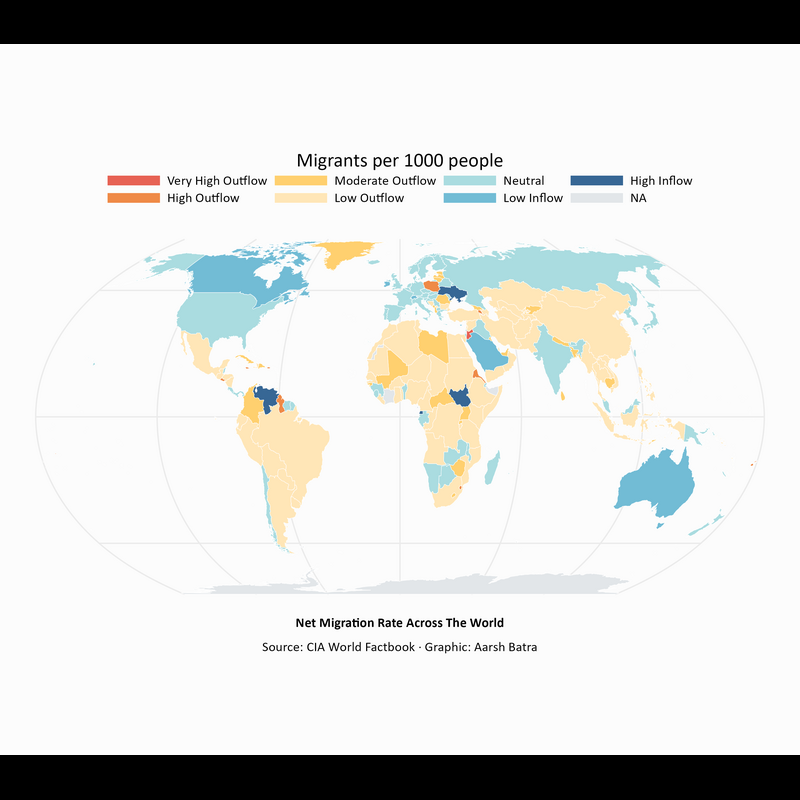 Migrants per 1000 people
Very High Outflow
Moderate Outflow
Neutral
High Inflow
High Outflow
Low Outflow
Low Inflow
NA
Net Migration Rate Across The World
Source: CIA World Factbook · Graphic: Aarsh Batra